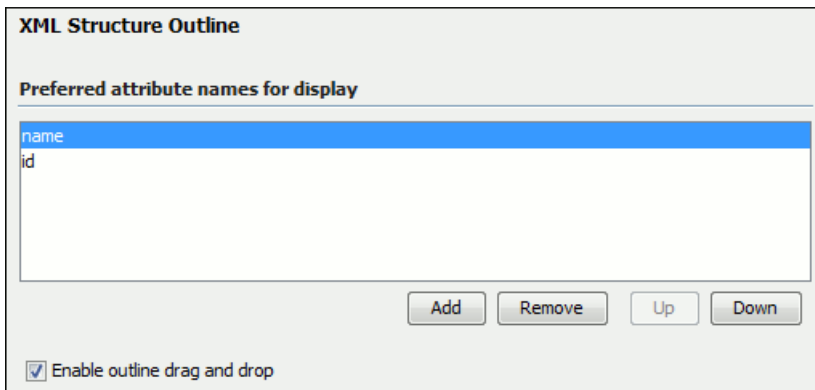 XML Structure Outline
Preferred attribute names for display
name
id
Add Remove Up Down
Enable outline drag and drop